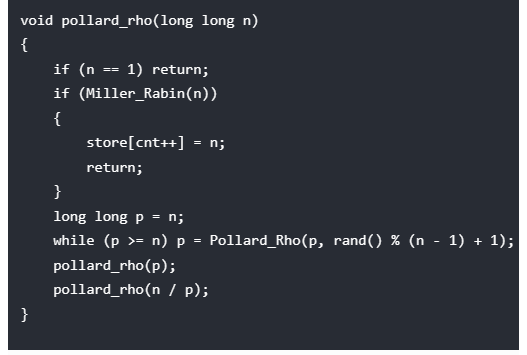 void pollard_rho(long long n)
{
    if (n == 1) return;
    if (Miller_Rabin(n))
    {
        store[cnt++] = n;
        return;
    }
    long long p = n;
    while (p >= n) p = Pollard_Rho(p, rand() % (n - 1) + 1);
    pollard_rho(p);
    pollard_rho(n / p);
}